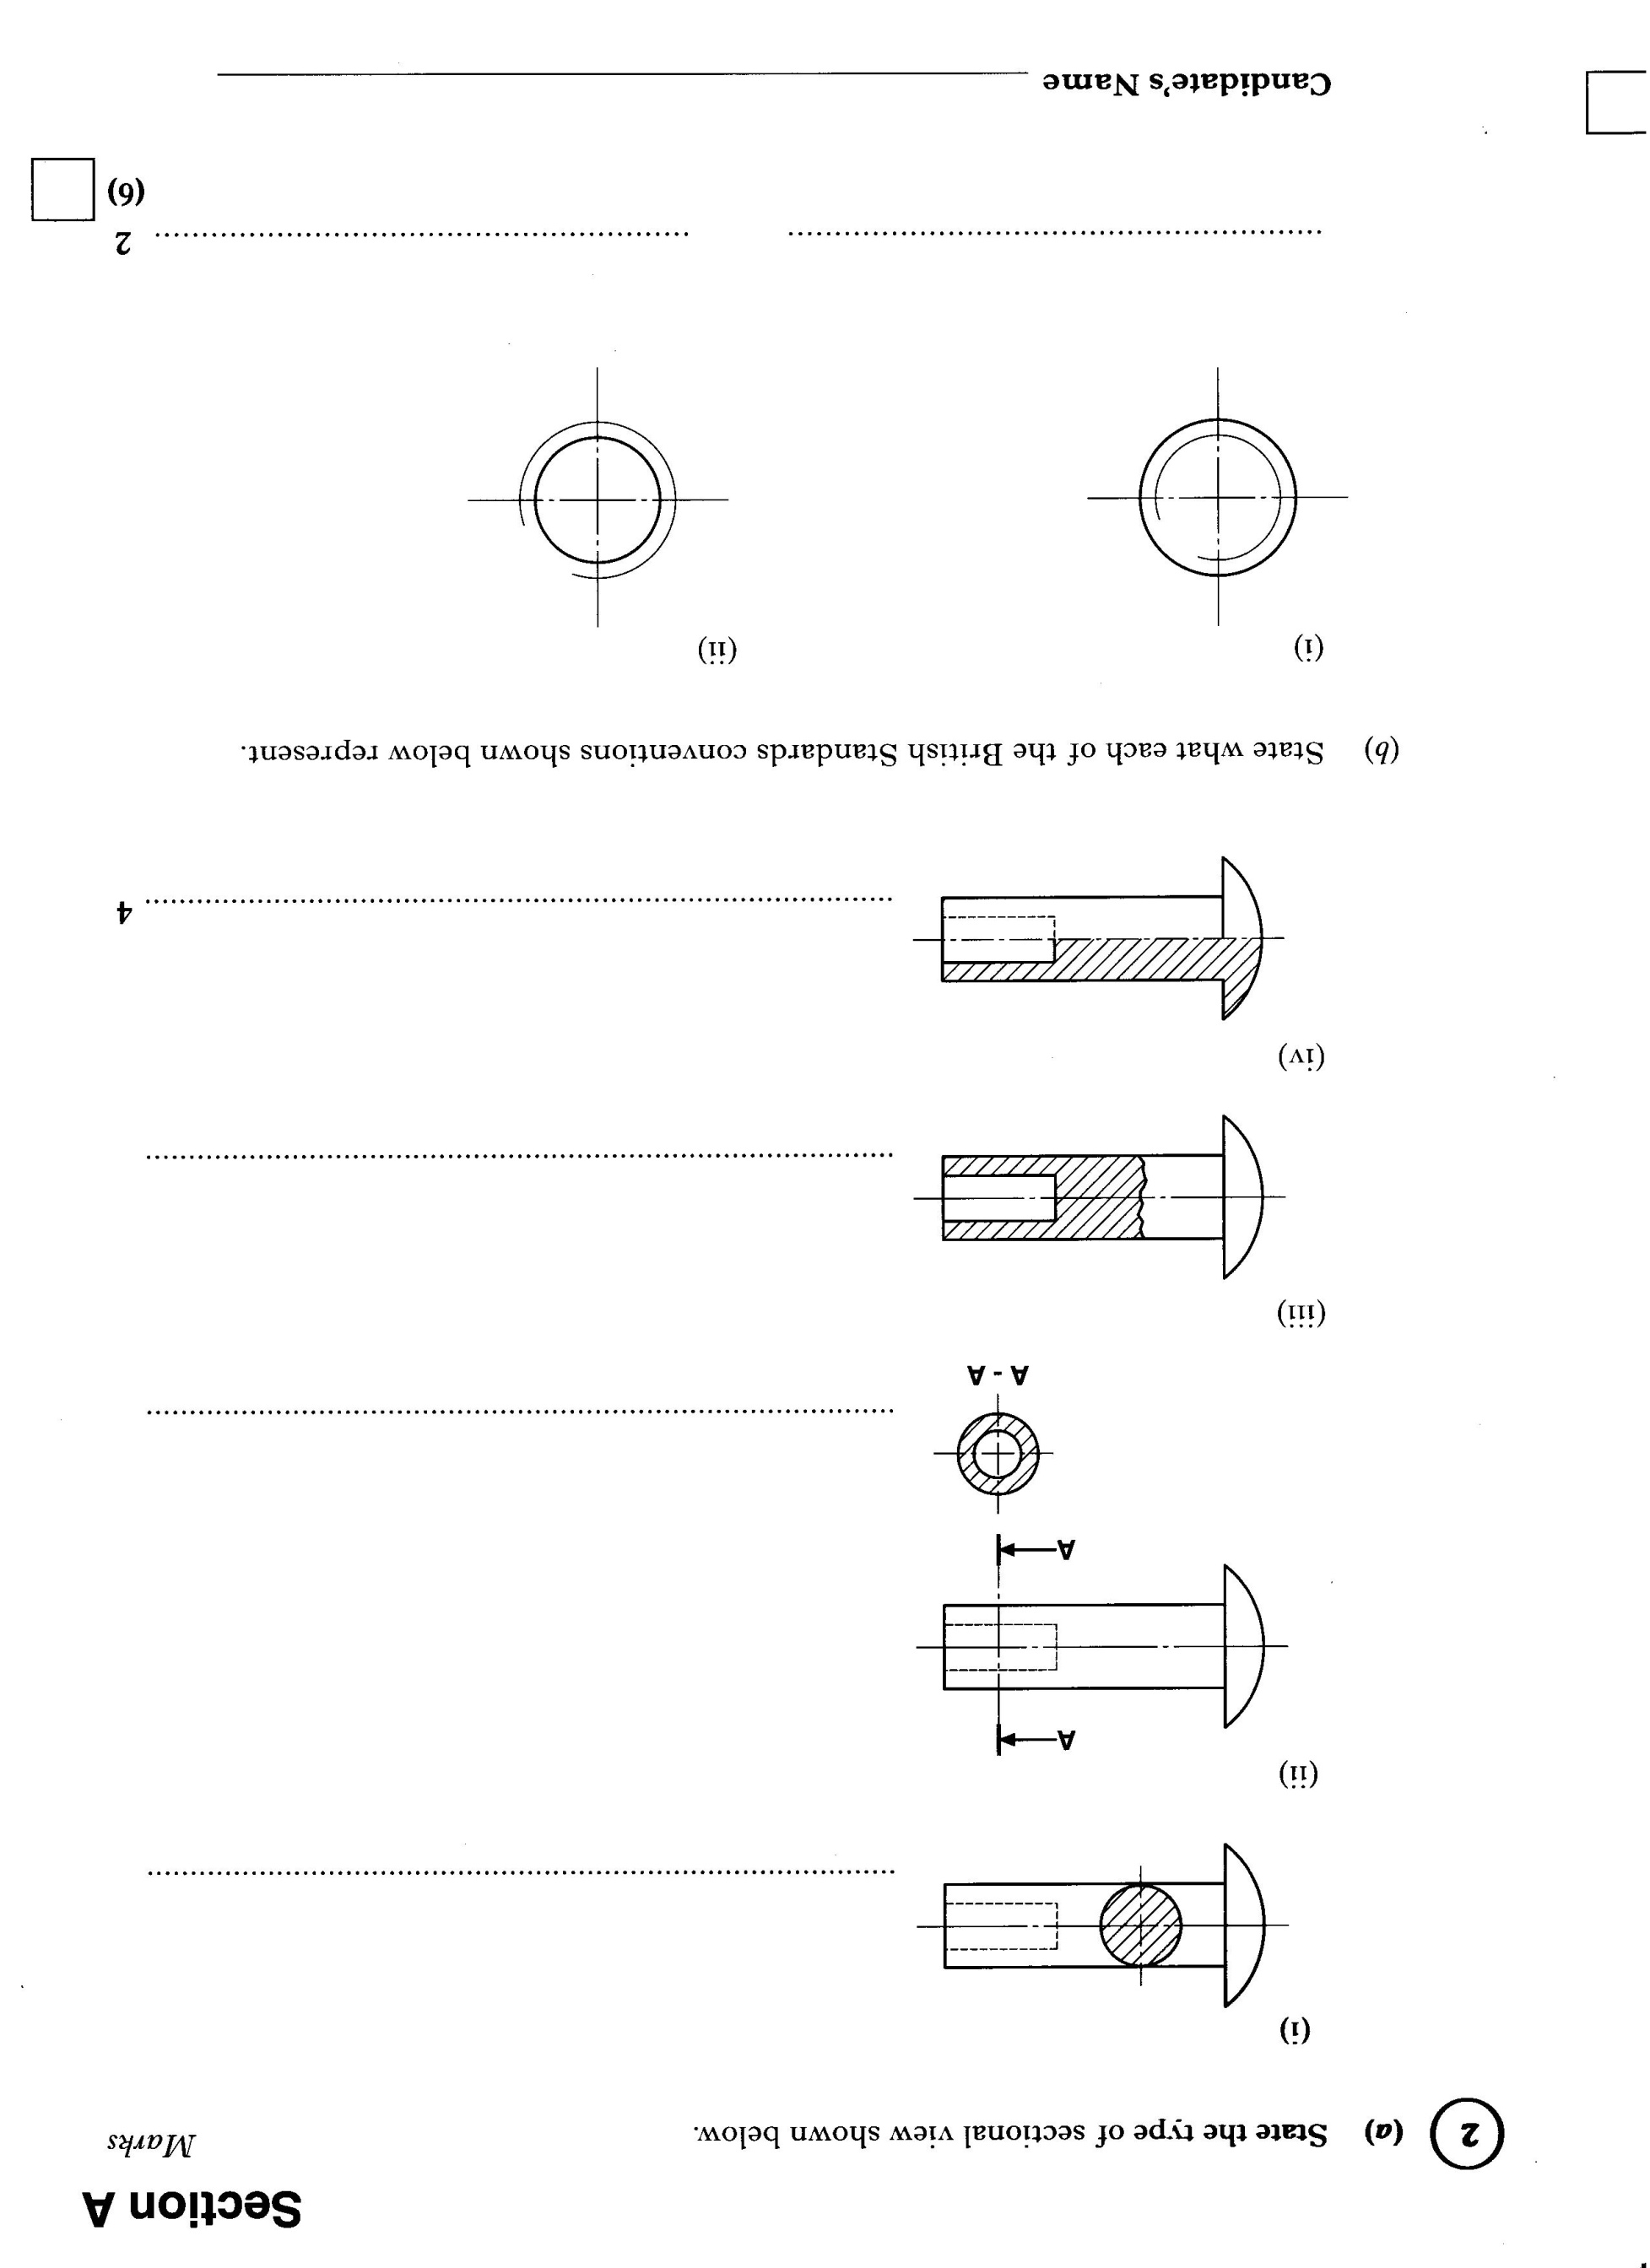 Section A
Marks
2 (a) State the type of sectional view shown below.
(i)
(ii)
A
A
A - A
(iii)
(iv)
4
(b) State what each of the British Standards conventions shown below represent.
(i) (ii)
2
(6)
Candidate's Name